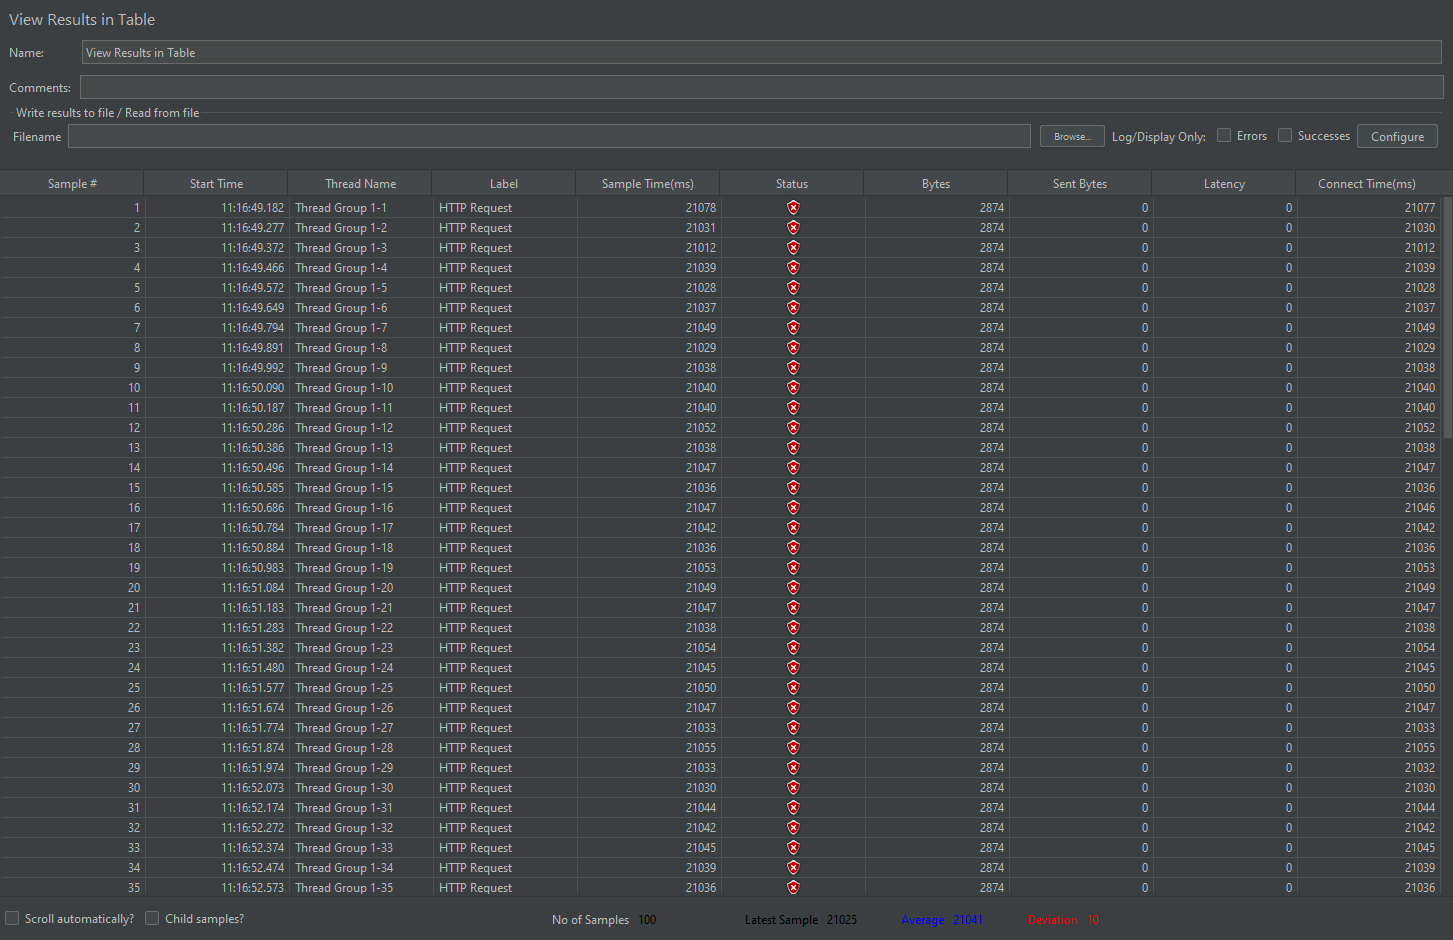 View Results in Table
Name: View Results in Table
Comments:
Write results to file / Read from file
Filename Browse... Log/Display Only: Errors Successes Configure
Sample # Start Time Thread Name Label Sample Time(ms) Status Bytes Sent Bytes Latency Connect Time(ms)
1 11:16:49.182 Thread Group 1-1 HTTP Request 21078 2874 0 0 21077
2 11:16:49.277 Thread Group 1-2 HTTP Request 21031 2874 0 0 21030
3 11:16:49.372 Thread Group 1-3 HTTP Request 21012 2874 0 0 21012
4 11:16:49.466 Thread Group 1-4 HTTP Request 21039 2874 0 0 21039
5 11:16:49.572 Thread Group 1-5 HTTP Request 21028 2874 0 0 21028
6 11:16:49.649 Thread Group 1-6 HTTP Request 21037 2874 0 0 21037
7 11:16:49.794 Thread Group 1-7 HTTP Request 21049 2874 0 0 21049
8 11:16:49.891 Thread Group 1-8 HTTP Request 21029 2874 0 0 21029
9 11:16:49.992 Thread Group 1-9 HTTP Request 21038 2874 0 0 21038
10 11:16:50.090 Thread Group 1-10 HTTP Request 21040 2874 0 0 21040
11 11:16:50.187 Thread Group 1-11 HTTP Request 21040 2874 0 0 21040
12 11:16:50.286 Thread Group 1-12 HTTP Request 21052 2874 0 0 21052
13 11:16:50.386 Thread Group 1-13 HTTP Request 21038 2874 0 0 21038
14 11:16:50.496 Thread Group 1-14 HTTP Request 21047 2874 0 0 21047
15 11:16:50.585 Thread Group 1-15 HTTP Request 21036 2874 0 0 21036
16 11:16:50.686 Thread Group 1-16 HTTP Request 21047 2874 0 0 21046
17 11:16:50.784 Thread Group 1-17 HTTP Request 21042 2874 0 0 21042
18 11:16:50.884 Thread Group 1-18 HTTP Request 21036 2874 0 0 21036
19 11:16:50.983 Thread Group 1-19 HTTP Request 21053 2874 0 0 21053
20 11:16:51.084 Thread Group 1-20 HTTP Request 21049 2874 0 0 21049
21 11:16:51.183 Thread Group 1-21 HTTP Request 21047 2874 0 0 21047
22 11:16:51.283 Thread Group 1-22 HTTP Request 21038 2874 0 0 21038
23 11:16:51.382 Thread Group 1-23 HTTP Request 21054 2874 0 0 21054
24 11:16:51.480 Thread Group 1-24 HTTP Request 21045 2874 0 0 21045
25 11:16:51.577 Thread Group 1-25 HTTP Request 21050 2874 0 0 21050
26 11:16:51.674 Thread Group 1-26 HTTP Request 21047 2874 0 0 21047
27 11:16:51.774 Thread Group 1-27 HTTP Request 21033 2874 0 0 21033
28 11:16:51.874 Thread Group 1-28 HTTP Request 21055 2874 0 0 21055
29 11:16:51.974 Thread Group 1-29 HTTP Request 21033 2874 0 0 21032
30 11:16:52.073 Thread Group 1-30 HTTP Request 21030 2874 0 0 21030
31 11:16:52.174 Thread Group 1-31 HTTP Request 21044 2874 0 0 21044
32 11:16:52.272 Thread Group 1-32 HTTP Request 21042 2874 0 0 21042
33 11:16:52.374 Thread Group 1-33 HTTP Request 21045 2874 0 0 21045
34 11:16:52.474 Thread Group 1-34 HTTP Request 21039 2874 0 0 21039
35 11:16:52.573 Thread Group 1-35 HTTP Request 21036 2874 0 0 21036
Scroll automatically? Child samples? No of Samples 100 Latest Sample 21025 Average 21041 Deviation 10